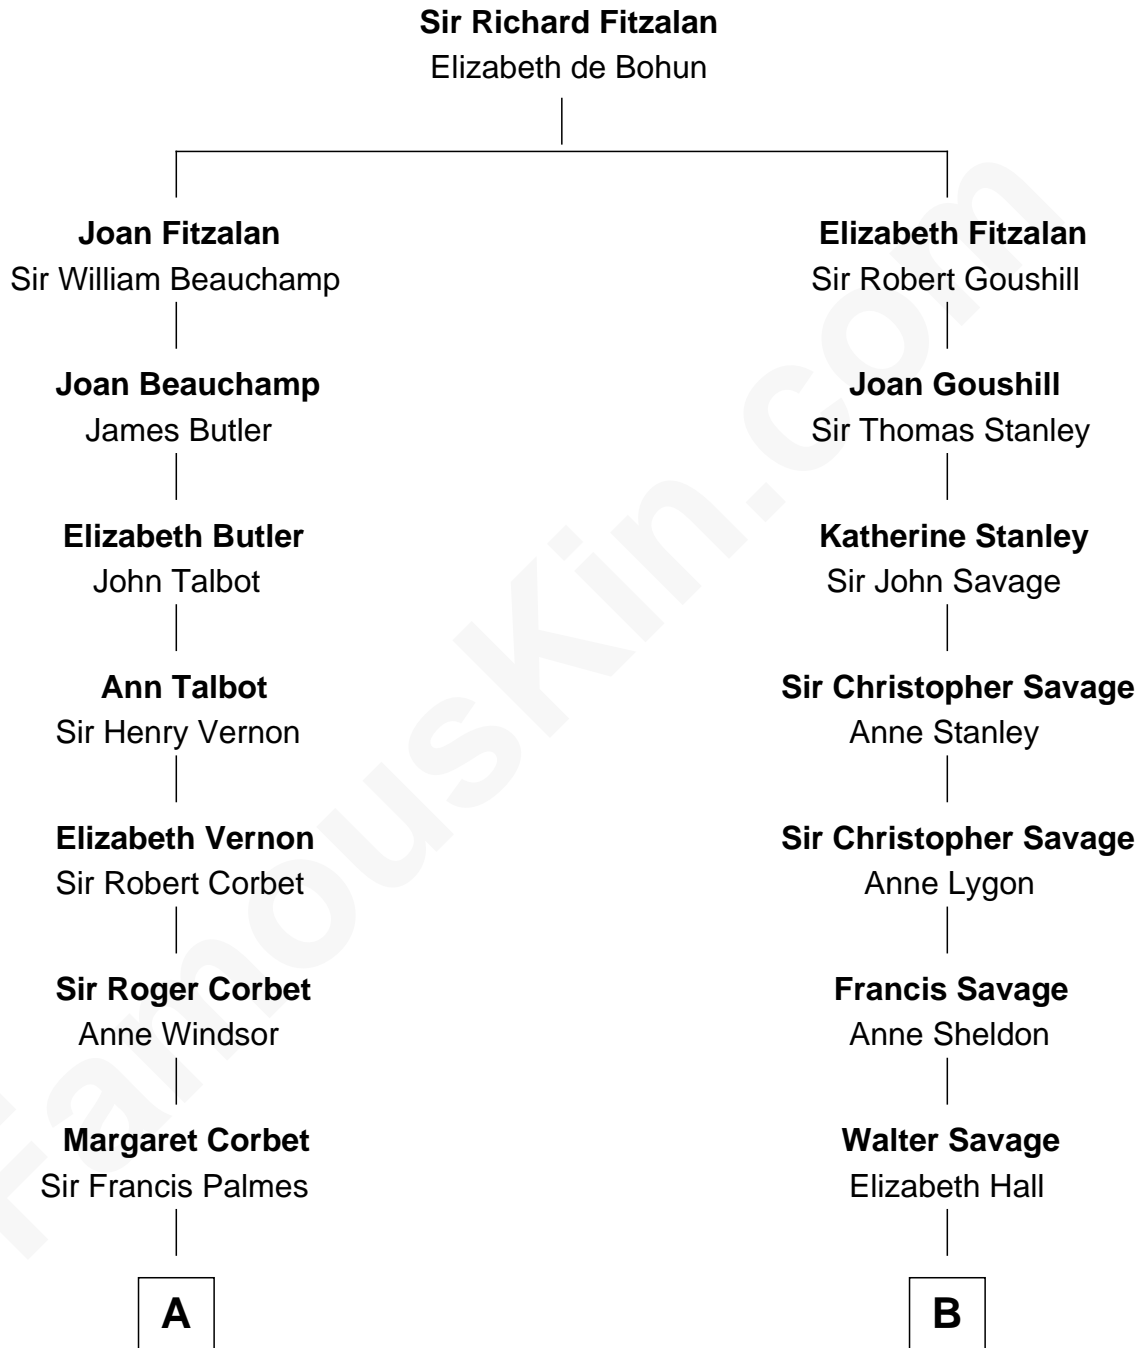 Sir Richard Fitzalan
Elizabeth de Bohun
Joan Fitzalan
Sir William Beauchamp
Elizabeth Fitzalan
Sir Robert Goushill
Joan Beauchamp
James Butler
Joan Goushill
Sir Thomas Stanley
Elizabeth Butler
John Talbot
Katherine Stanley
Sir John Savage
Ann Talbot
Sir Henry Vernon
Sir Christopher Savage
Anne Stanley
Elizabeth Vernon
Sir Robert Corbet
Sir Christopher Savage
Anne Lygon
Sir Roger Corbet
Anne Windsor
Francis Savage
Anne Sheldon
Margaret Corbet
Sir Francis Palmes
Walter Savage
Elizabeth Hall
A
B
FamousKin.com